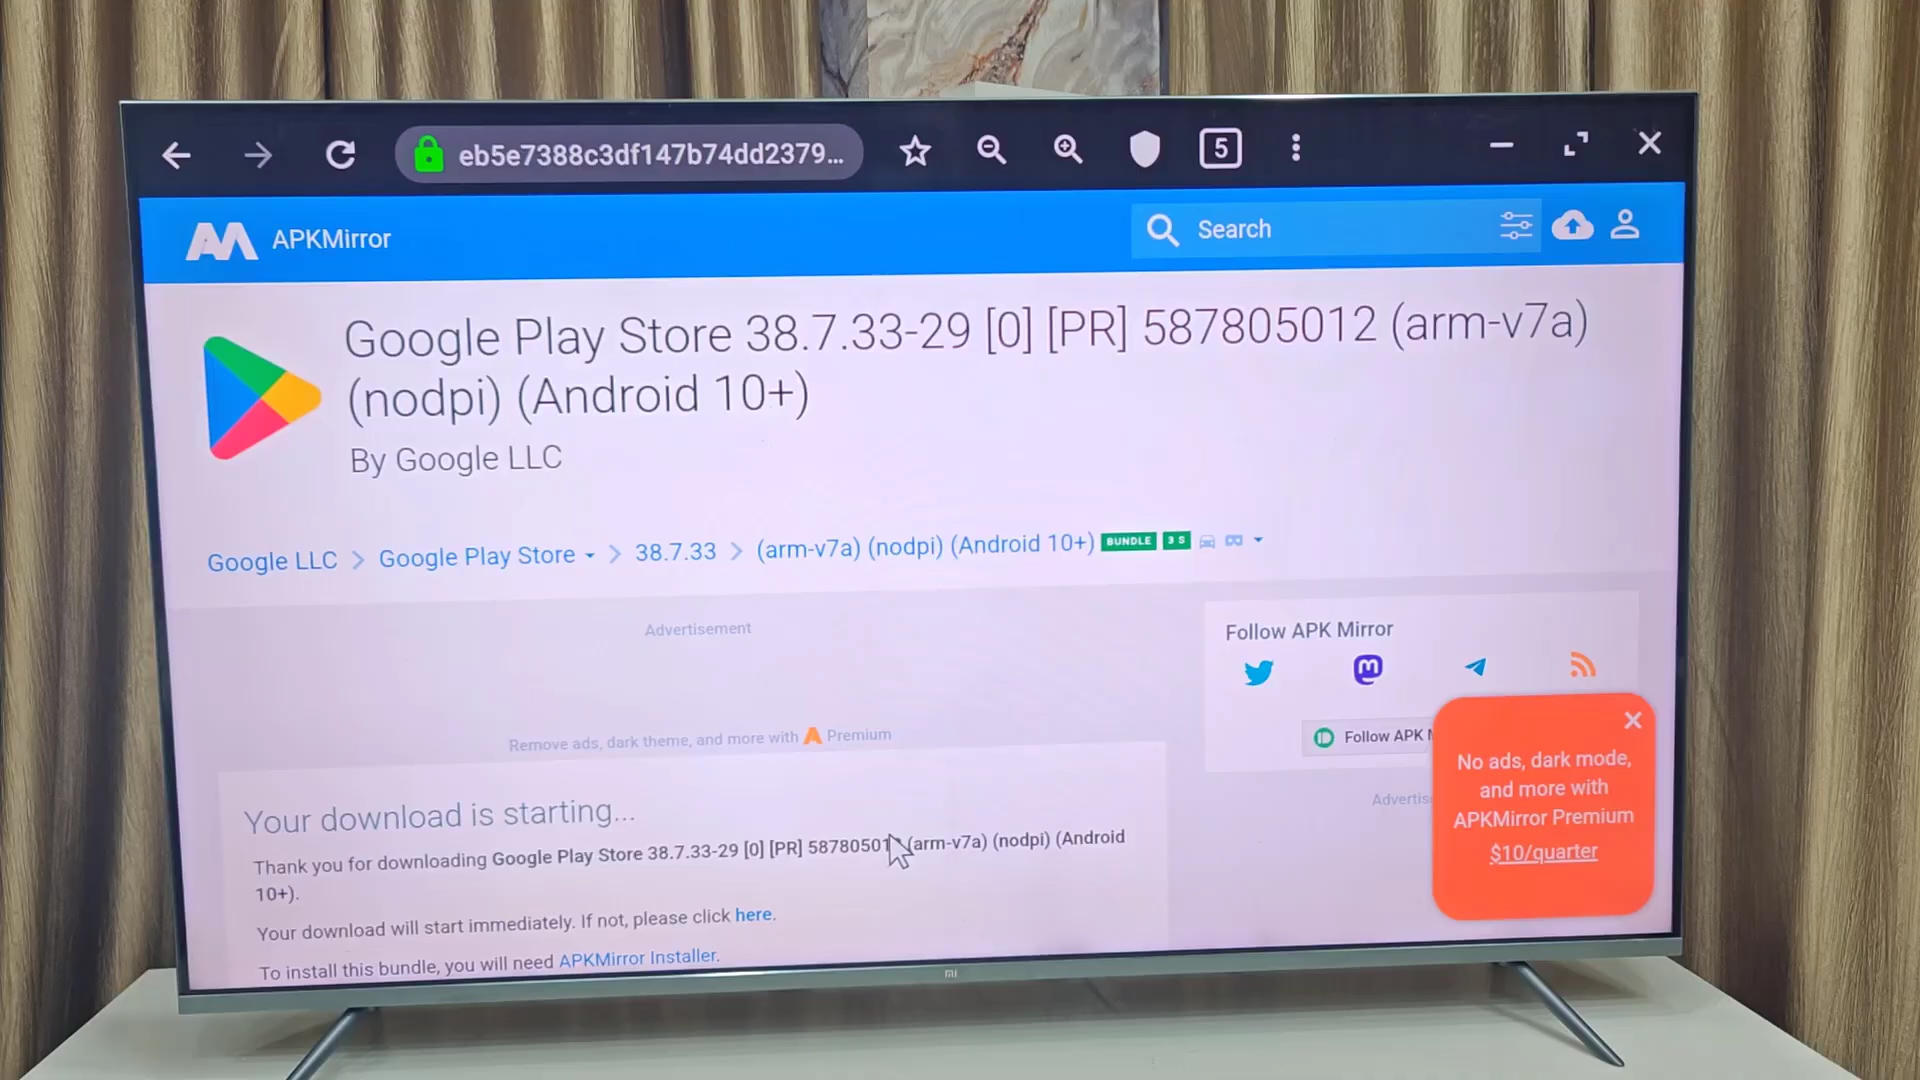 eb5e7388c3df147b74dd2379...
5
APKMirror
Search
Google Play Store 38.7.33-29 [0] [PR] 587805012 (arm-v7a)
(nodpi) (Android 10+)
By Google LLC
Google LLC > Google Play Store > 38.7.33 > (arm-v7a) (nodpi) (Android 10+) BUNDLE 3 S
Advertisement
Remove ads, dark theme, and more with Premium
Your download is starting...
Thank you for downloading Google Play Store 38.7.33-29 [0] [PR] 587805012 (arm-v7a) (nodpi) (Android
10+).
Your download will start immediately. If not, please click here.
To install this bundle, you will need APKMirror Installer.
Follow APK Mirror
Follow APK
No ads, dark mode,
and more with
APKMirror Premium
$10/quarter
mi